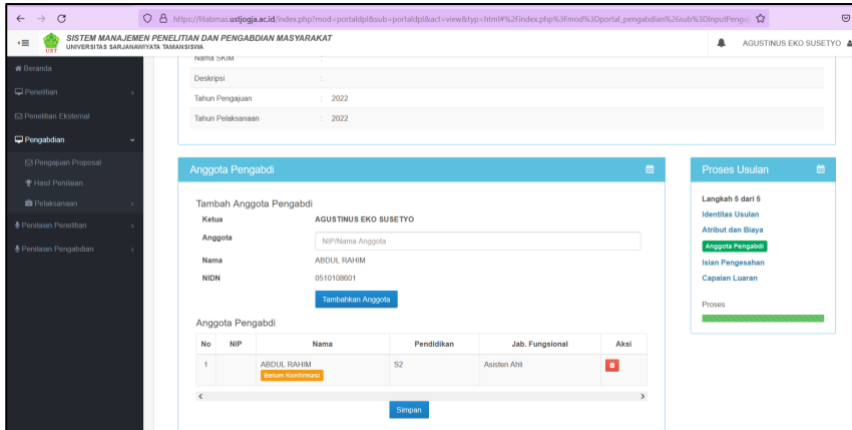 https://litabmas.ustjogja.ac.id/index.php?mod=portaldpl&sub=portaldpl&act=view&typ=html#%2Findex.php%3Fmod%3Dportal_pengabdian%26sub%3DInputPenga
SISTEM MANAJEMEN PENELITIAN DAN PENGABDIAN MASYARAKAT
UNIVERSITAS SARJANAWIYATA TAMANSISWA
UST
AGUSTINUS EKO SUSETYO
Beranda
Penelitian
Penelitian Eksternal
Pengabdian
Pengajuan Proposal
Hasil Penilaian
Pelaksanaan
Penilaian Penelitian
Penilaian Pengabdian
Nama SKIM :
Deskripsi :
Tahun Pengajuan : 2022
Tahun Pelaksanaan : 2022
Anggota Pengabdi
Tambah Anggota Pengabdi
Ketua AGUSTINUS EKO SUSETYO
Anggota NIP/Nama Anggota
Nama ABDUL RAHIM
NIDN 0510108601
Tambahkan Anggota
Anggota Pengabdi
No NIP Nama Pendidikan Jab. Fungsional Aksi
1 ABDUL RAHIM S2 Asisten Ahli
Belum Konfirmasi
Simpan
Proses Usulan
Langkah 5 dari 5
Identitas Usulan
Atribut dan Biaya
Anggota Pengabdi
Isian Pengesahan
Capaian Luaran
Proses